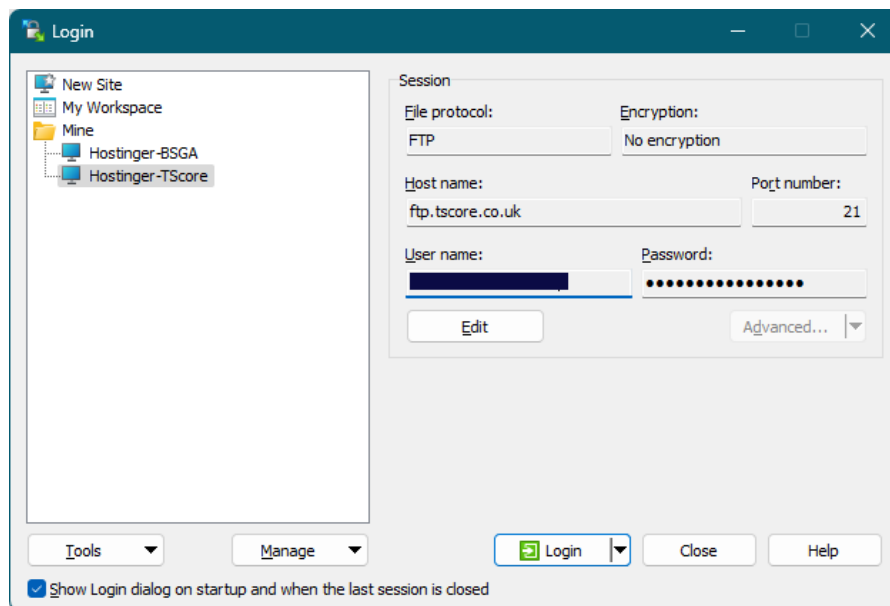 Login
New Site
My Workspace
Mine
Hostinger-BSGA
Hostinger-TScore
Session
File protocol: Encryption:
FTP No encryption
Host name: Port number:
ftp.tscore.co.uk 21
User name: Password:
••••••••••••••••
Edit Advanced...
Tools Manage Login Close Help
Show Login dialog on startup and when the last session is closed